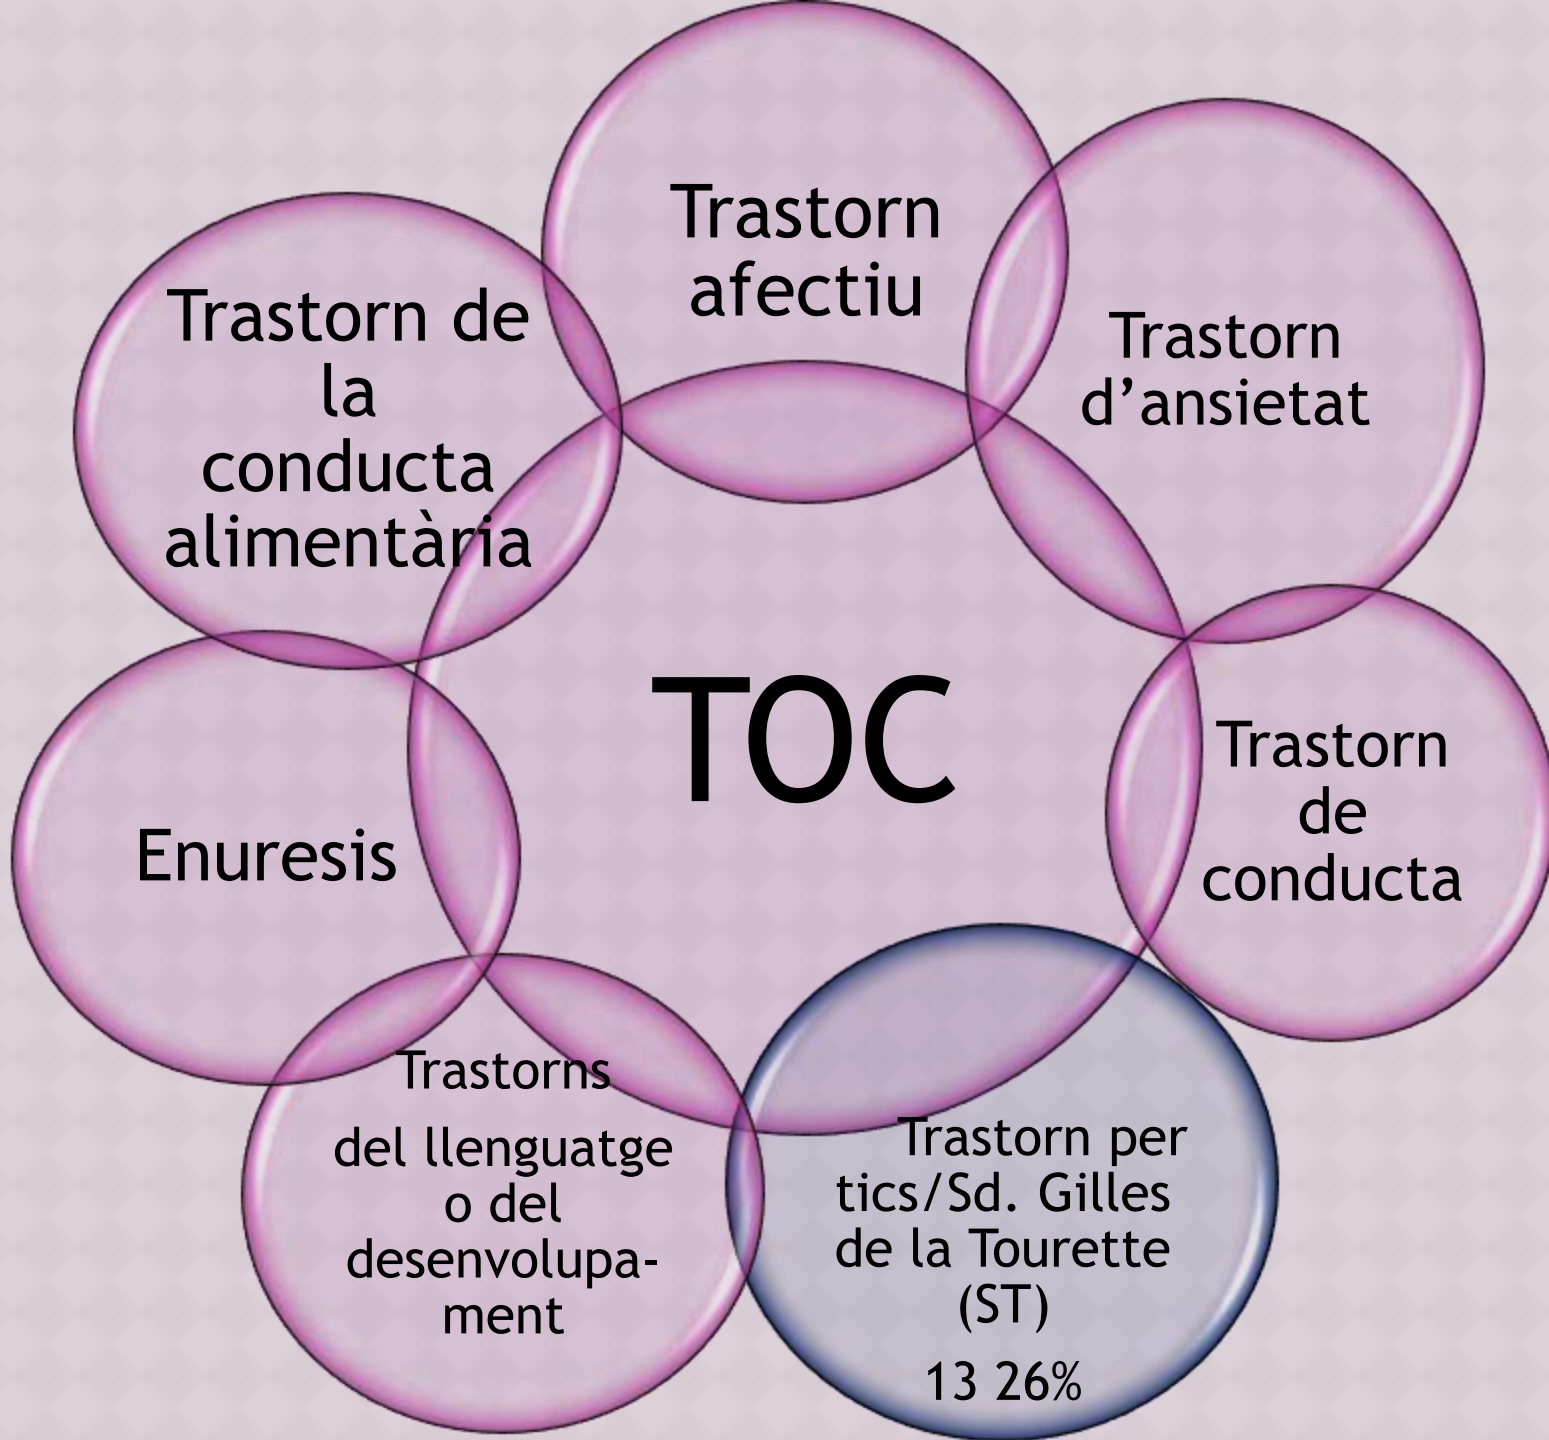 Trastorn
afectiu
Trastorn
d’ansietat
Trastorn de
la
conducta
alimentària
TOC
Trastorn
de
conducta
Enuresis
Trastorns
del llenguatge
o del
desenvolupa-
ment
Trastorn per
tics/Sd. Gilles
de la Tourette
(ST)
13 26%